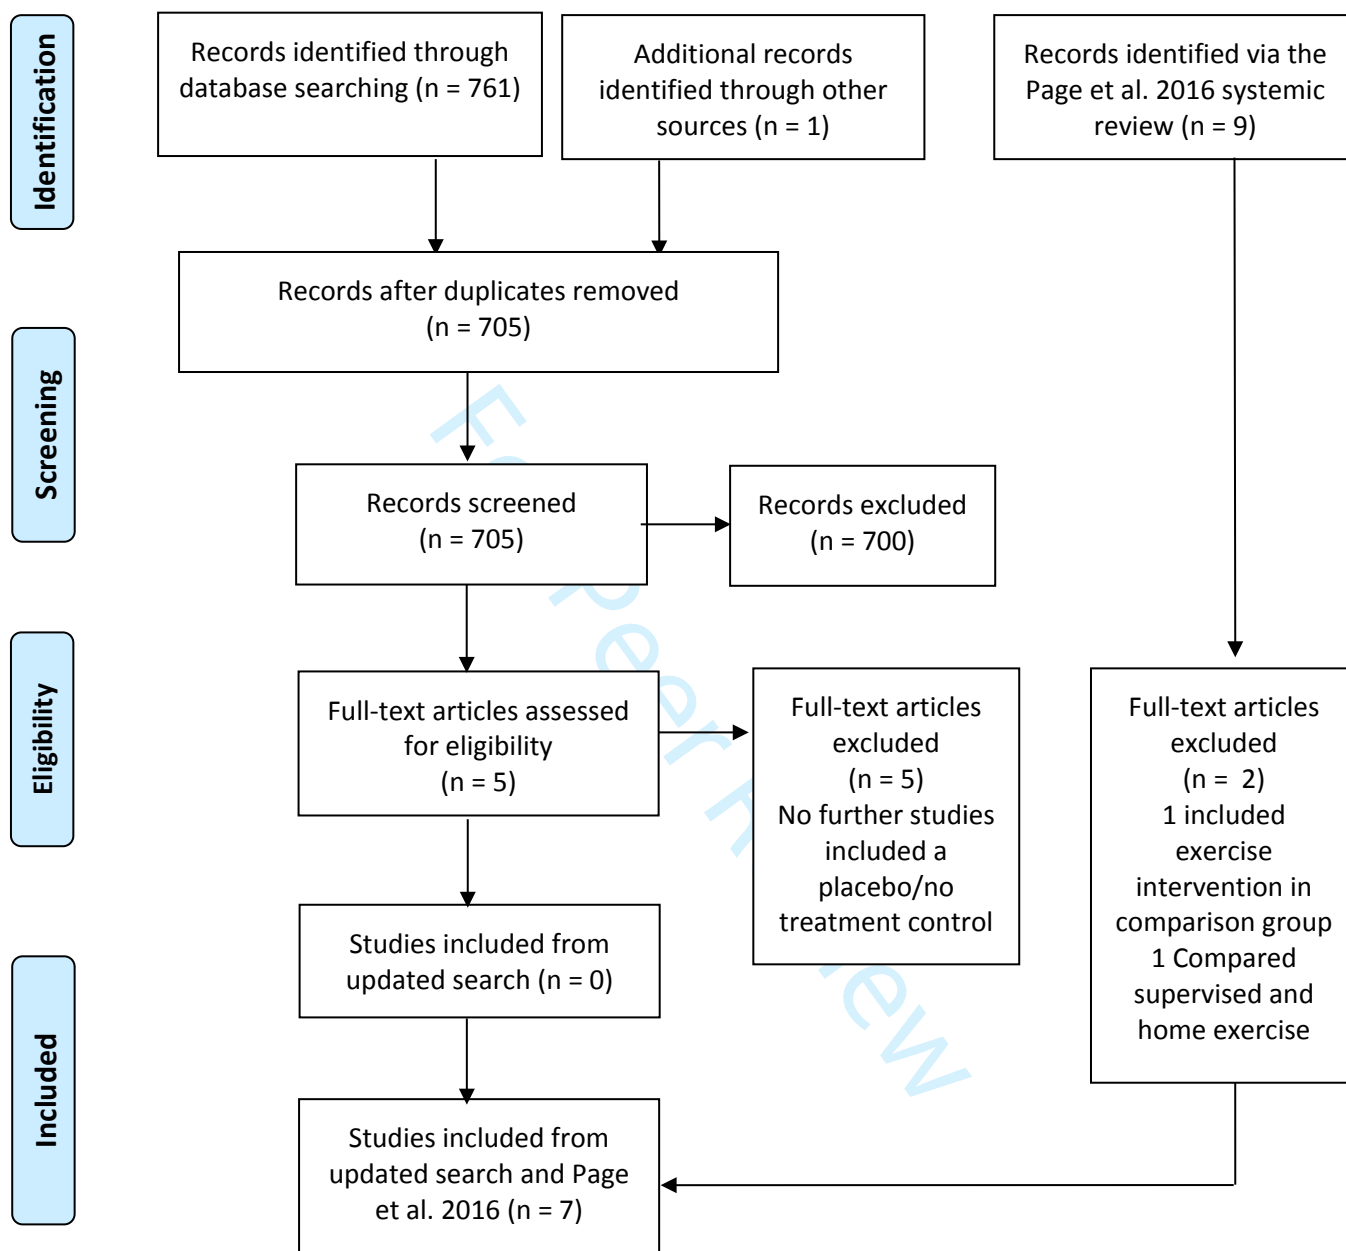 Identification
Records identified through
database searching (n = 761)
Additional records
identified through other
sources (n = 1)
Records identified via the
Page et al. 2016 systemic
review (n = 9)
Records after duplicates removed
(n = 705)
Screening
Records screened
(n = 705)
Records excluded
(n = 700)
Eligibility
Full-text articles assessed
for eligibility
(n = 5)
Full-text articles
excluded
(n = 5)
No further studies
included a
placebo/no
treatment control
Full-text articles
excluded
(n = 2)
1 included
exercise
intervention in
comparison group
1 Compared
supervised and
home exercise
Studies included from
updated search (n = 0)
Included
Studies included from
updated search and Page
et al. 2016 (n = 7)
For Peer Review